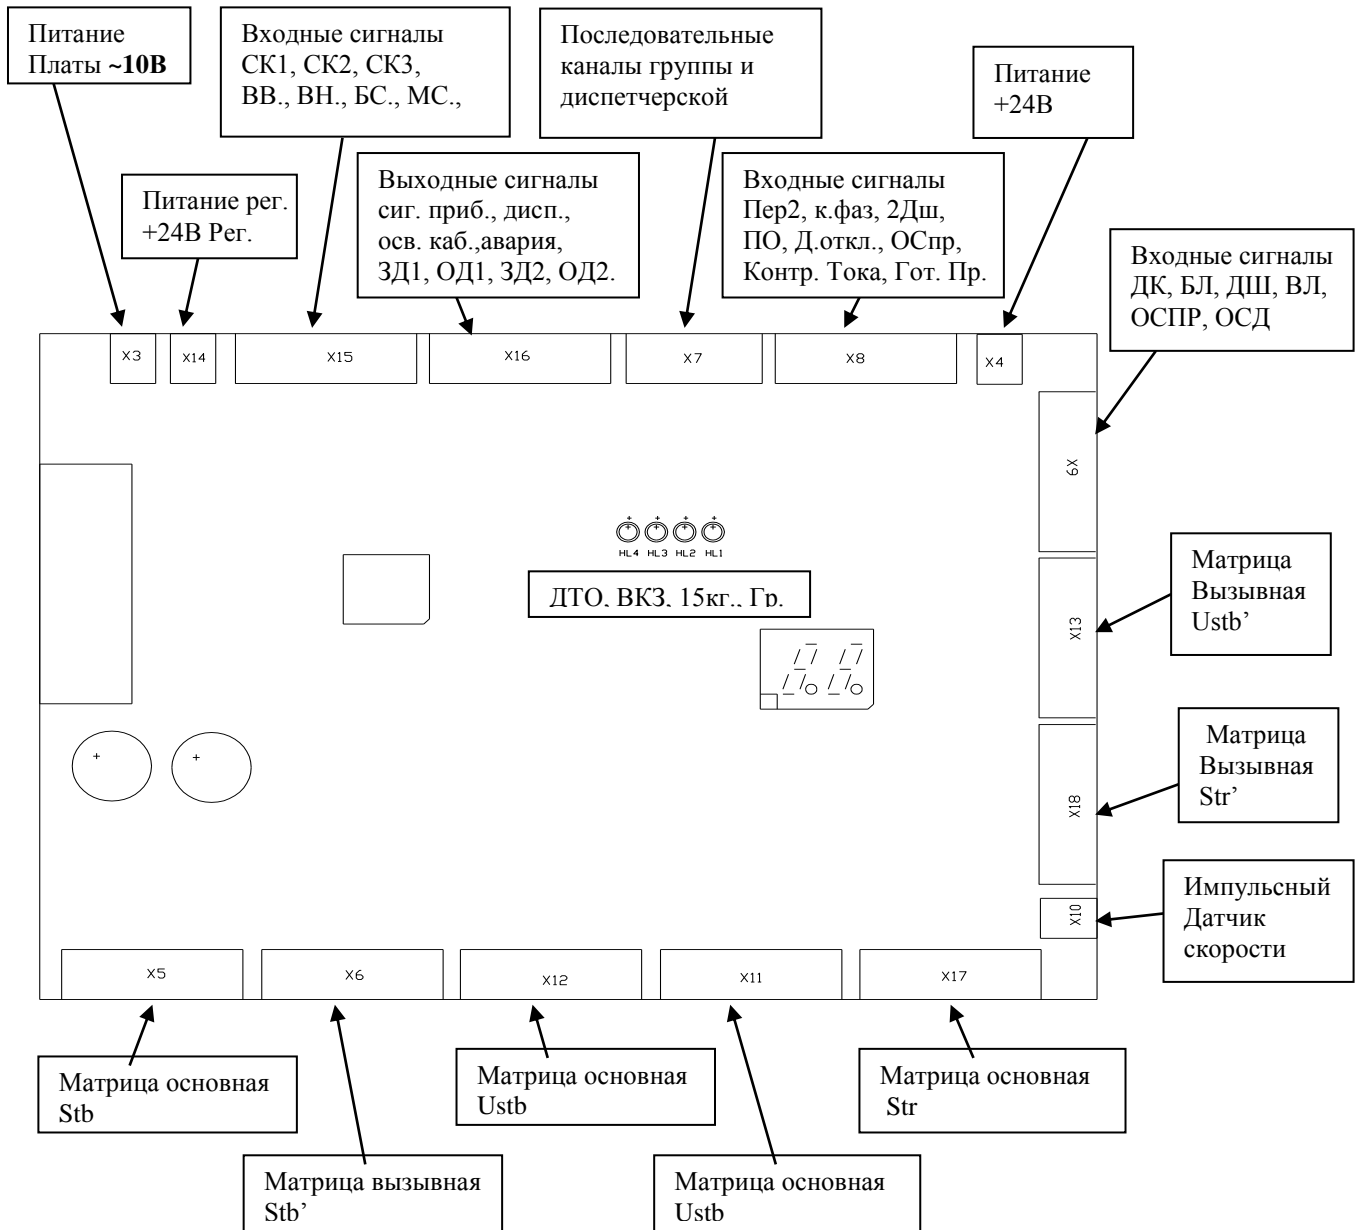 Питание
Платы ~10В
Входные сигналы
СК1, СК2, СК3,
ВВ., ВН., БС., МС.,
Последовательные
каналы группы и
диспетчерской
Питание
+24В
Питание рег.
+24В Рег.
Выходные сигналы
сиг. приб., дисп.,
осв. каб.,авария,
ЗД1, ОД1, ЗД2, ОД2.
Входные сигналы
Пер2, к.фаз, 2Дш,
ПО, Д.откл., ОСпр,
Контр. Тока, Гот. Пр.
Входные сигналы
ДК, БЛ, ДШ, ВЛ,
ОСПР, ОСД
X3
X14
X15
X16
X7
X8
X4
X9
HL4 HL3 HL2 HL1
ДТО, ВКЗ, 15кг., Гр.
Матрица
Вызывная
Ustb’
X13
Матрица
Вызывная
Str’
X18
Импульсный
Датчик
скорости
X10
X5
X6
X12
X11
X17
Матрица основная
Stb
Матрица основная
Ustb
Матрица основная
Str
Матрица вызывная
Stb’
Матрица основная
Ustb